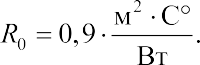 R₀ = 0,9 · м² · С° / Вт.